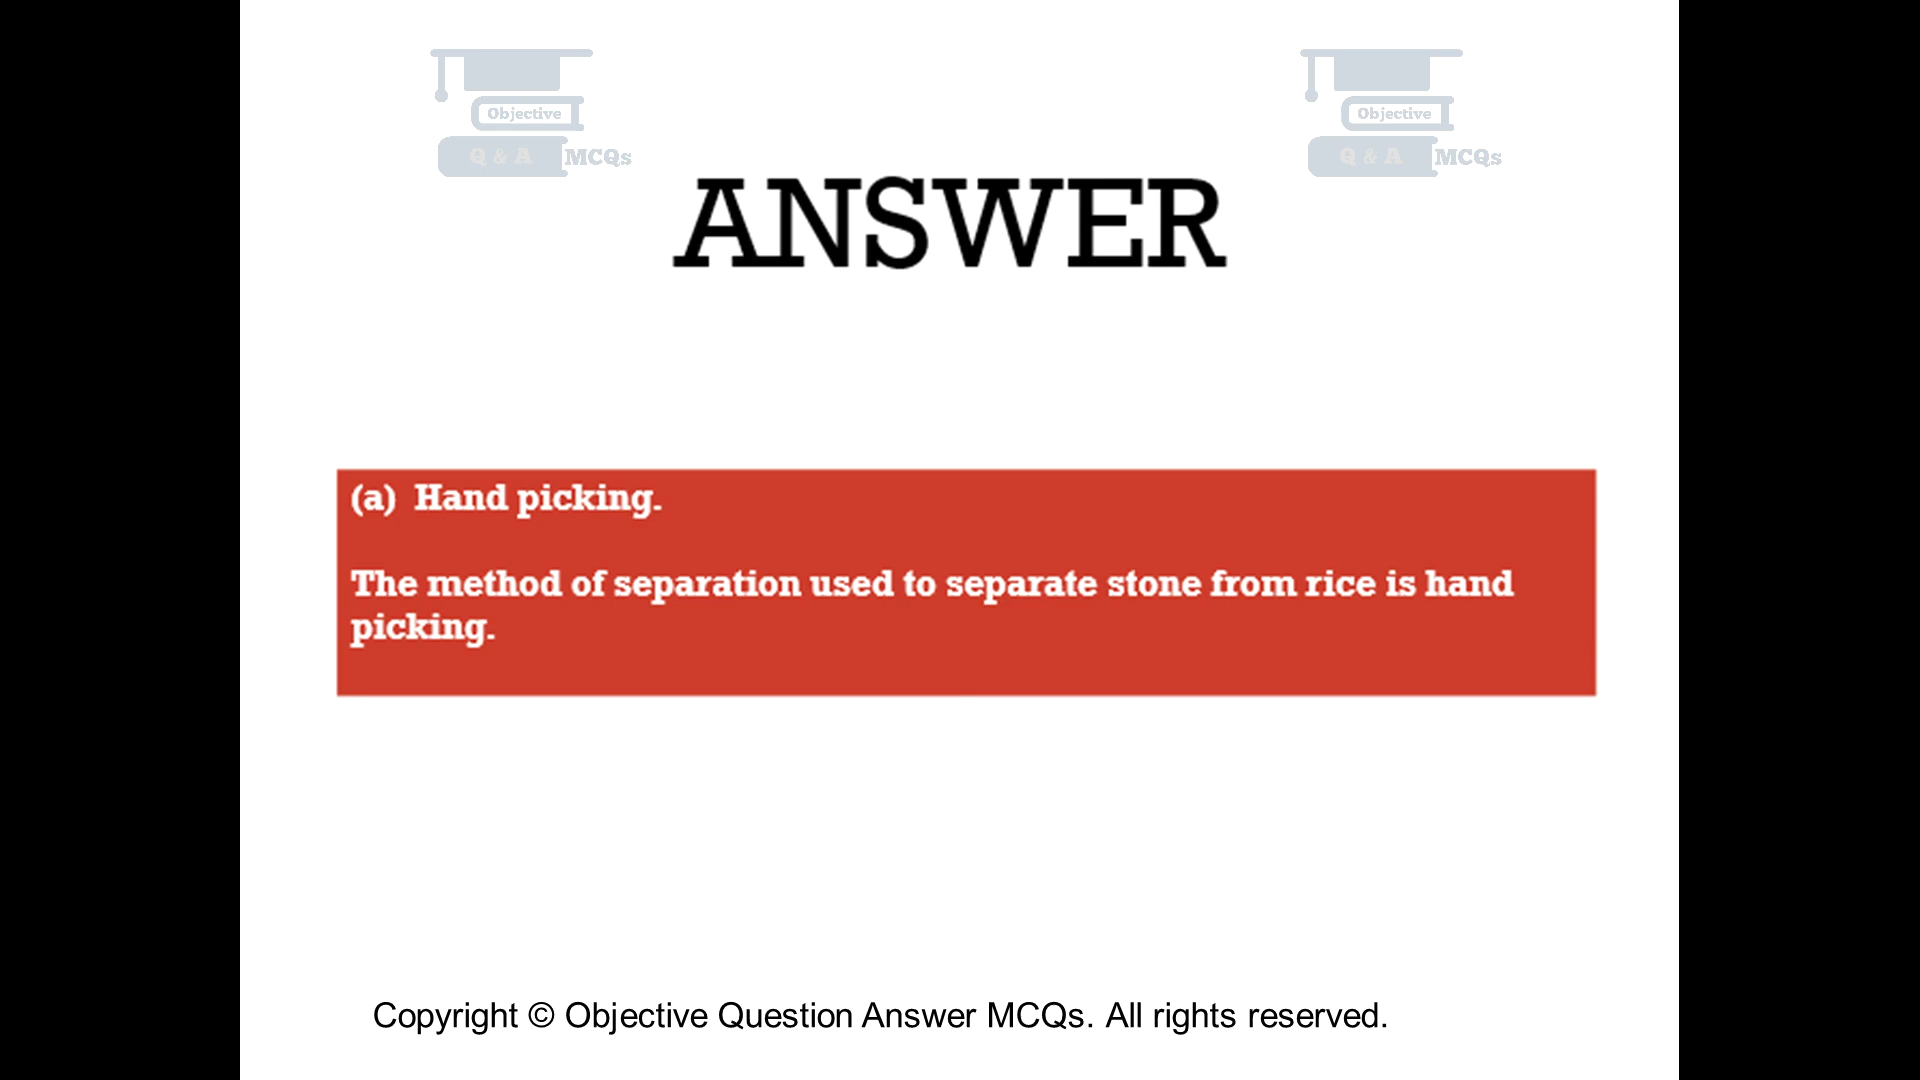 Objective
Q & A MCQs
Objective
Q & A MCQs
ANSWER
(a) Hand picking.
The method of separation used to separate stone from rice is hand
picking.
Copyright © Objective Question Answer MCQs. All rights reserved.